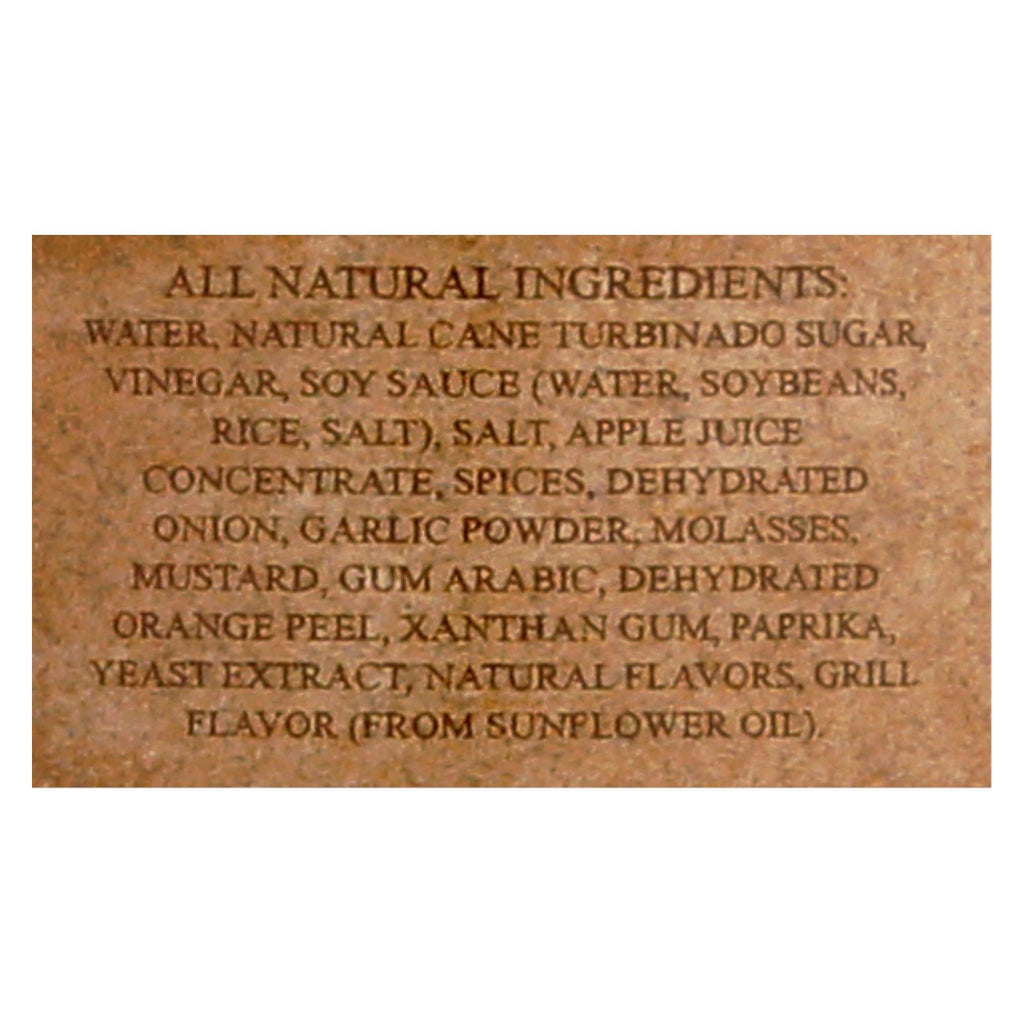 ALL NATURAL INGREDIENTS:
WATER, NATURAL CANE TURBINADO SUGAR,
VINEGAR, SOY SAUCE (WATER, SOYBEANS,
RICE, SALT), SALT, APPLE JUICE
CONCENTRATE, SPICES, DEHYDRATED
ONION, GARLIC POWDER, MOLASSES,
MUSTARD, GUM ARABIC, DEHYDRATED
ORANGE PEEL, XANTHAN GUM, PAPRIKA,
YEAST EXTRACT, NATURAL FLAVORS, GRILL
FLAVOR (FROM SUNFLOWER OIL).